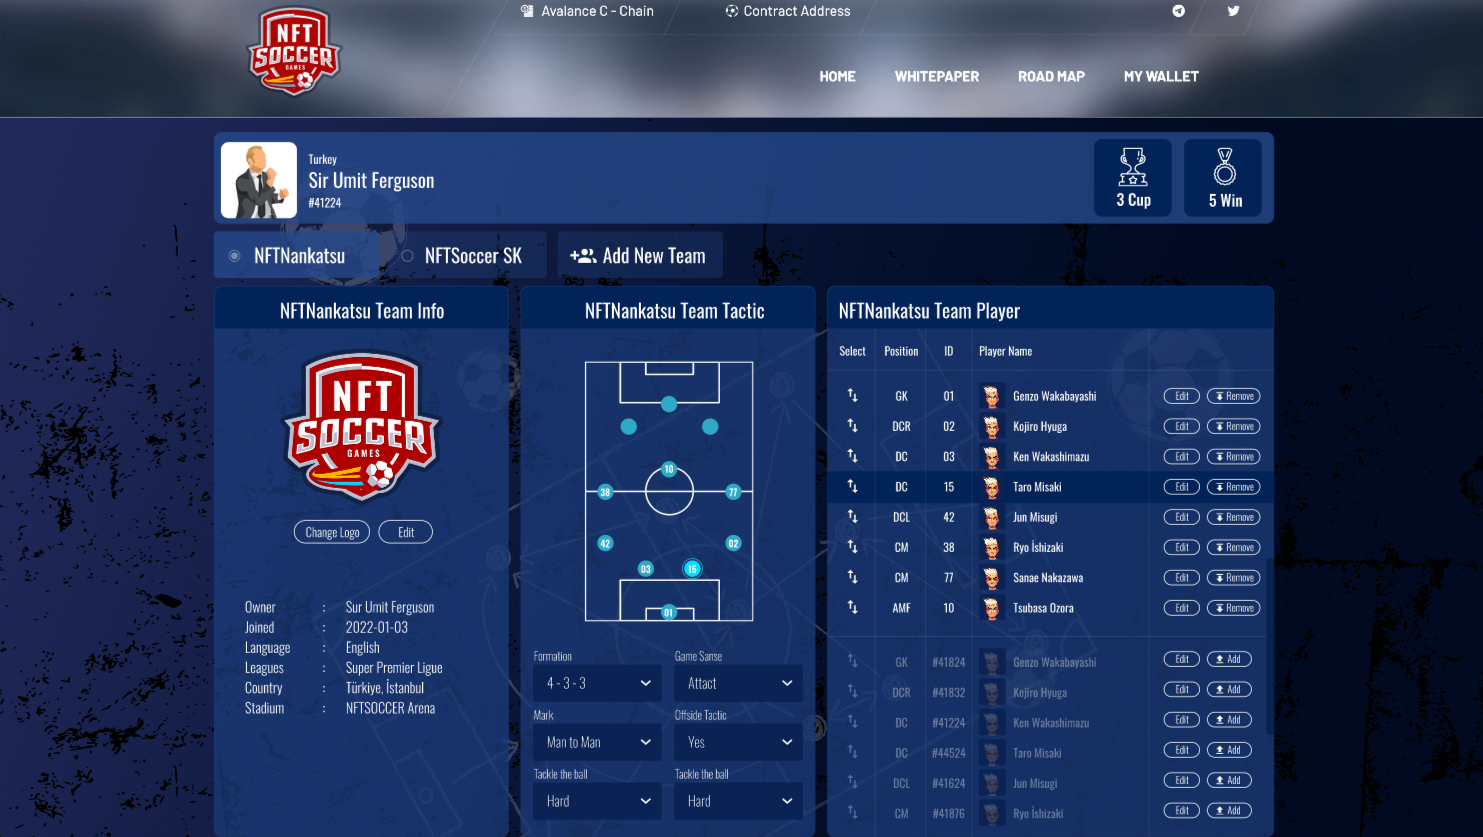 Avalance C - Chain
Contract Address
NFT
SOCCER
GAMES
HOME
WHITEPAPER
ROAD MAP
MY WALLET
Turkey
Sir Umit Ferguson
#41224
3 Cup
5 Win
NFTNankatsu
NFTSoccer SK
Add New Team
NFTNankatsu Team Info
NFT
SOCCER
GAMES
Change Logo
Edit
Owner : Sur Umit Ferguson
Joined : 2022-01-03
Language : English
Leagues : Super Premier Ligue
Country : Türkiye, İstanbul
Stadium : NFTSOCCER Arena
NFTNankatsu Team Tactic
10
38
77
42
02
03
15
01
Formation
Game Sanse
4 - 3 - 3
Attact
Mark
Offside Tactic
Man to Man
Yes
Tackle the ball
Tackle the ball
Hard
Hard
NFTNankatsu Team Player
Select Position ID Player Name
GK 01 Genzo Wakabayashi Edit Remove
DCR 02 Kojiro Hyuga Edit Remove
DC 03 Ken Wakashimazu Edit Remove
DC 15 Taro Misaki Edit Remove
DCL 42 Jun Misugi Edit Remove
CM 38 Ryo İshizaki Edit Remove
CM 77 Sanae Nakazawa Edit Remove
AMF 10 Tsubasa Ozora Edit Remove
GK #41824 Genzo Wakabayashi Edit Add
DCR #41832 Kojiro Hyuga Edit Add
DC #41224 Ken Wakashimazu Edit Add
DC #44524 Taro Misaki Edit Add
DCL #41624 Jun Misugi Edit Add
CM #41876 Ryo İshizaki Edit Add